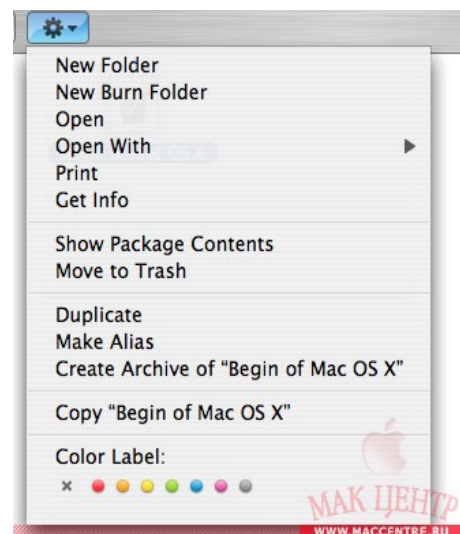 New Folder
New Burn Folder
Open
Open With
Print
Get Info
Show Package Contents
Move to Trash
Duplicate
Make Alias
Create Archive of “Begin of Mac OS X”
Copy “Begin of Mac OS X”
Color Label:
МАК ЦЕНТР
WWW.MACCENTRE.RU